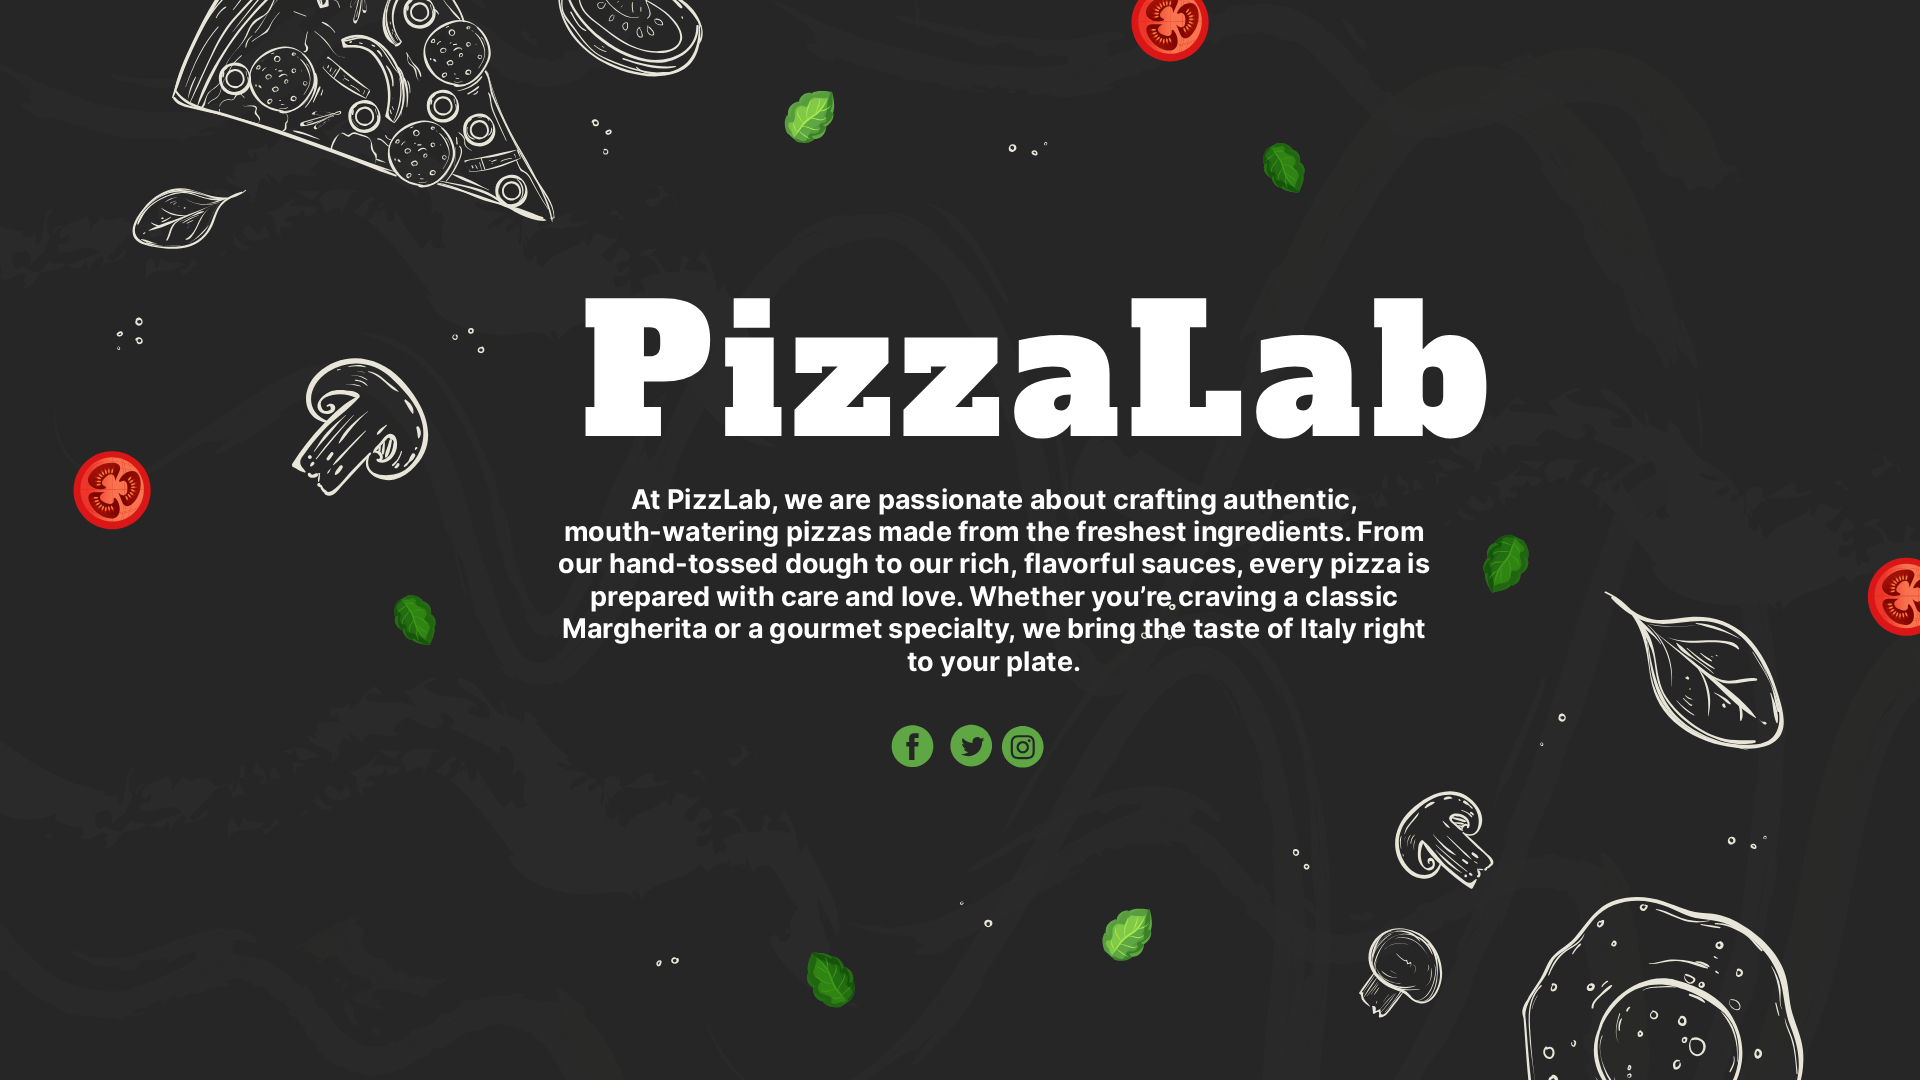 PizzaLab
At PizzLab, we are passionate about crafting authentic,
mouth-watering pizzas made from the freshest ingredients. From
our hand-tossed dough to our rich, flavorful sauces, every pizza is
prepared with care and love. Whether you’re craving a classic
Margherita or a gourmet specialty, we bring the taste of Italy right
to your plate.